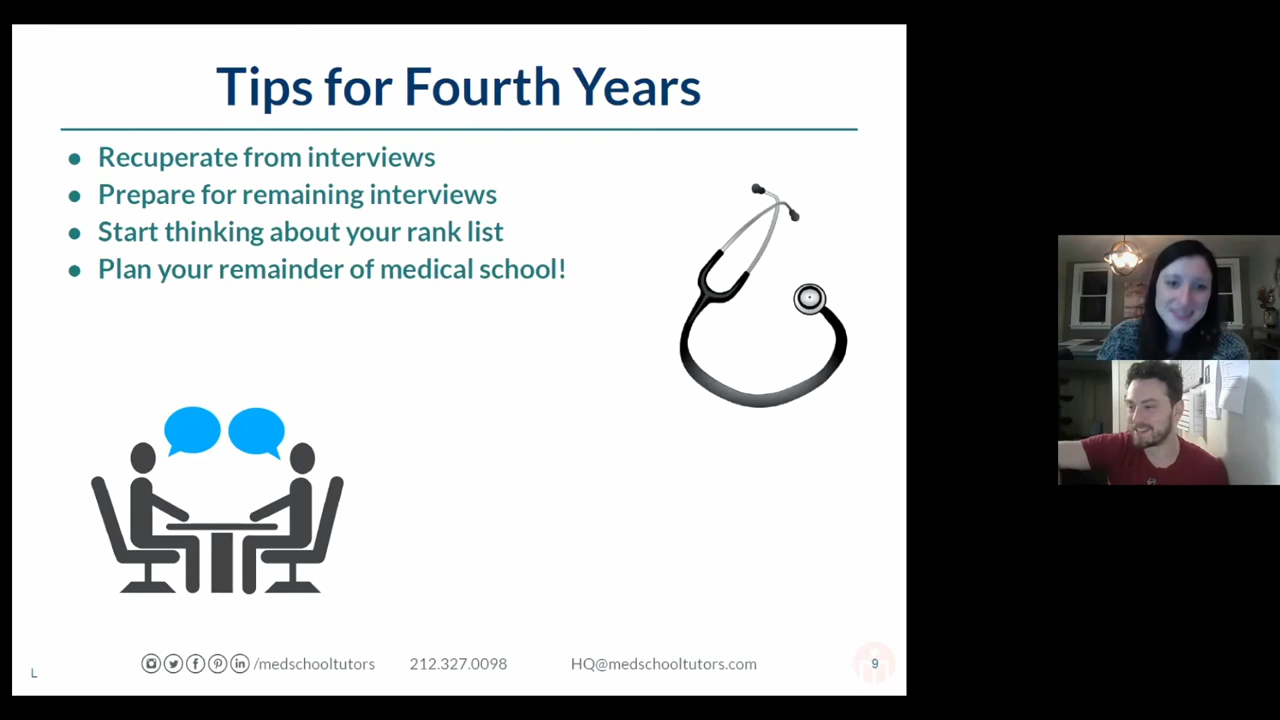 Tips for Fourth Years
● Recuperate from interviews
● Prepare for remaining interviews
● Start thinking about your rank list
● Plan your remainder of medical school!
/medschooltutors 212.327.0098 HQ@medschooltutors.com 9
L